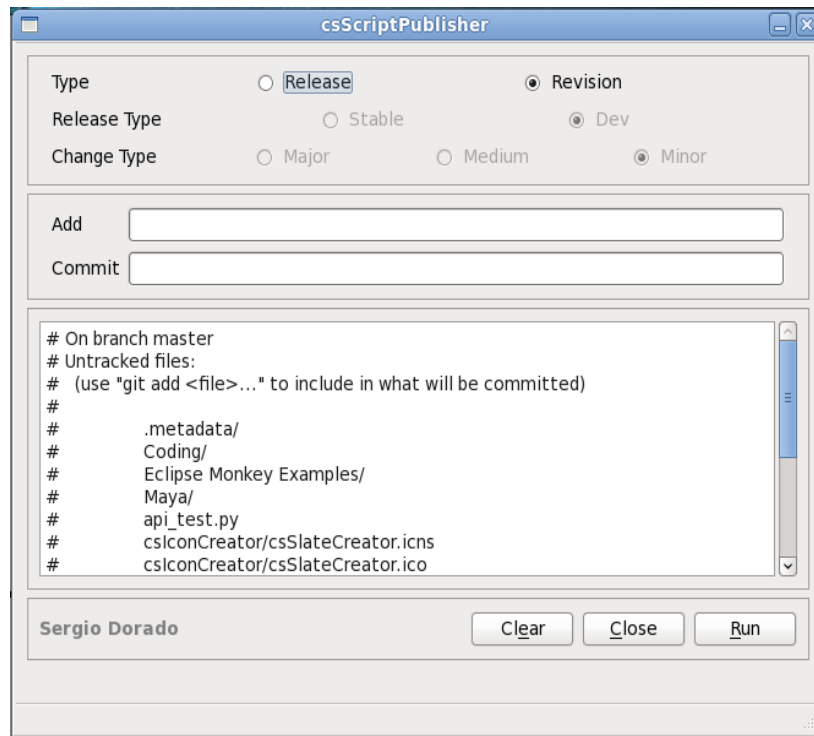 csScriptPublisher
Type Release Revision
Release Type Stable Dev
Change Type Major Medium Minor
Add
Commit
# On branch master
# Untracked files:
#   (use "git add <file>..." to include in what will be committed)
#
#          .metadata/
#          Coding/
#          Eclipse Monkey Examples/
#          Maya/
#          api_test.py
#          csIconCreator/csSlateCreator.icns
#          csIconCreator/csSlateCreator.ico
Sergio Dorado Clear Close Run